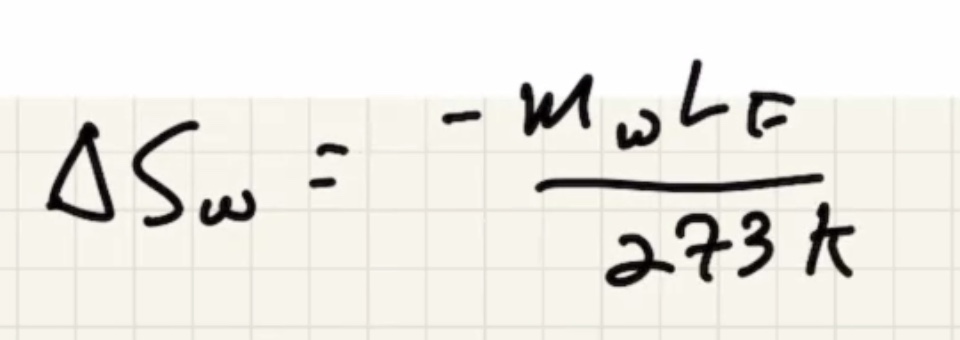 ΔS_w = -m_w L_F / 273 K